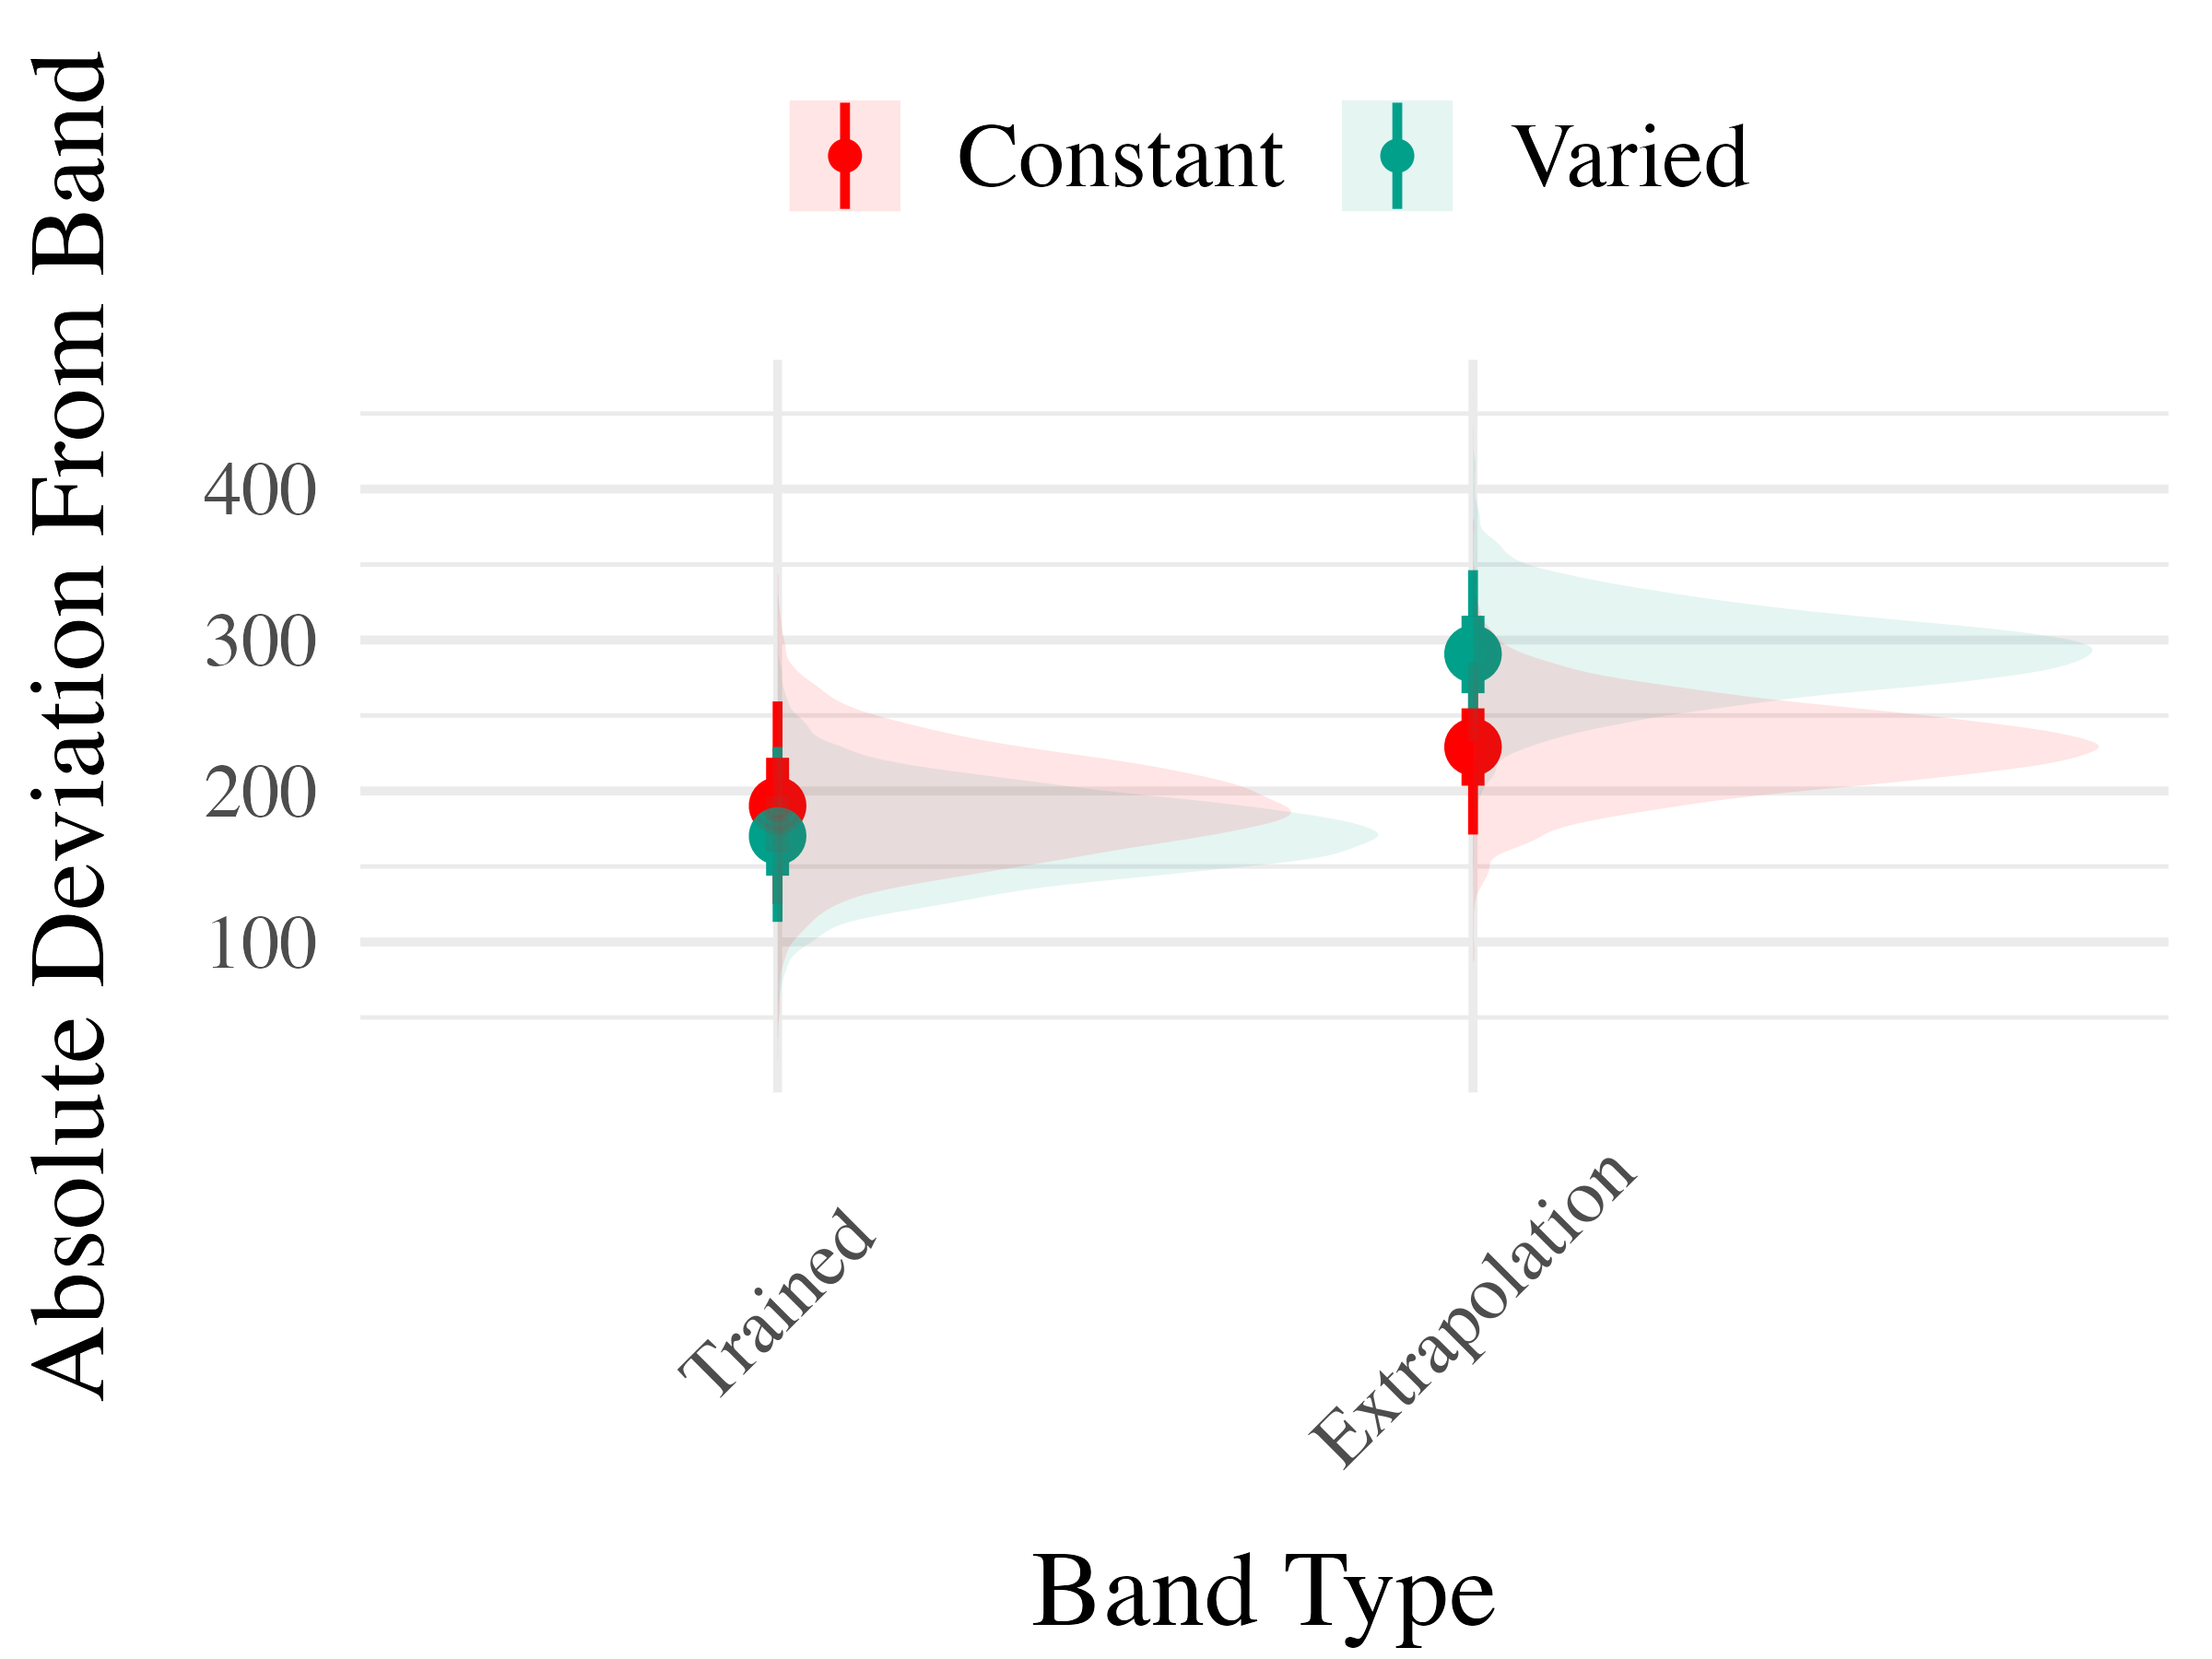 Constant
Varied
Absolute Deviation From Band
400
300
200
100
Trained
Extrapolation
Band Type